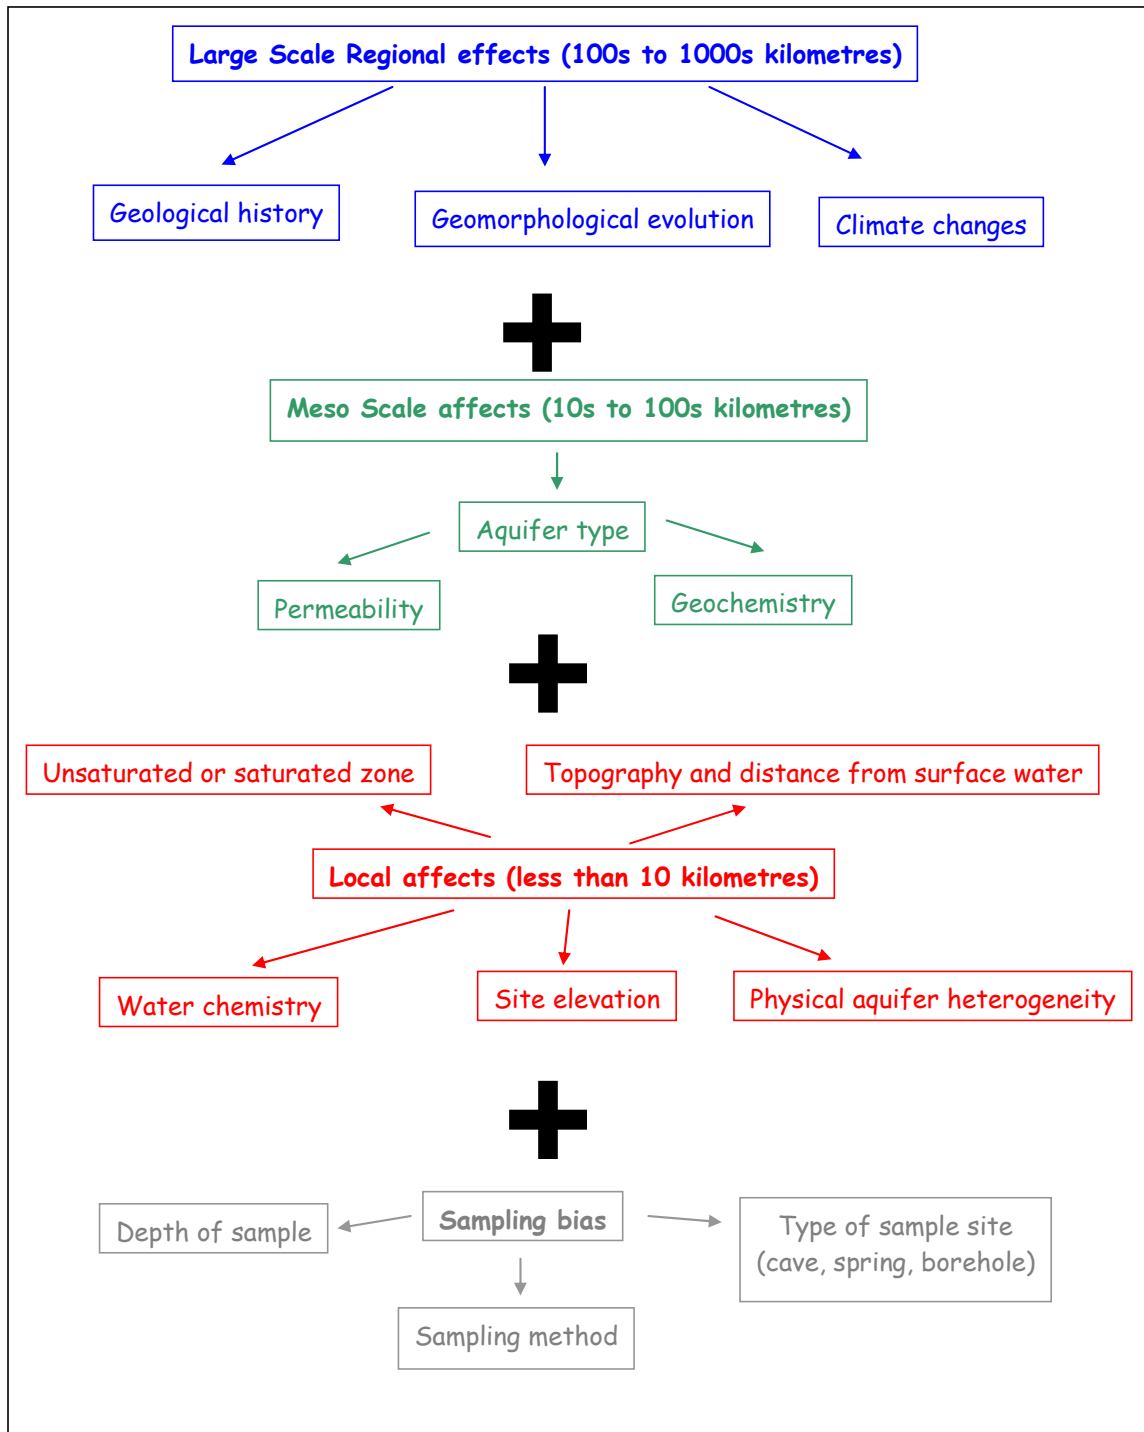 Large Scale Regional effects (100s to 1000s kilometres)
Geological history
Geomorphological evolution
Climate changes
Meso Scale affects (10s to 100s kilometres)
Aquifer type
Permeability
Geochemistry
Unsaturated or saturated zone
Topography and distance from surface water
Local affects (less than 10 kilometres)
Water chemistry
Site elevation
Physical aquifer heterogeneity
Depth of sample
Sampling bias
Type of sample site
(cave, spring, borehole)
Sampling method